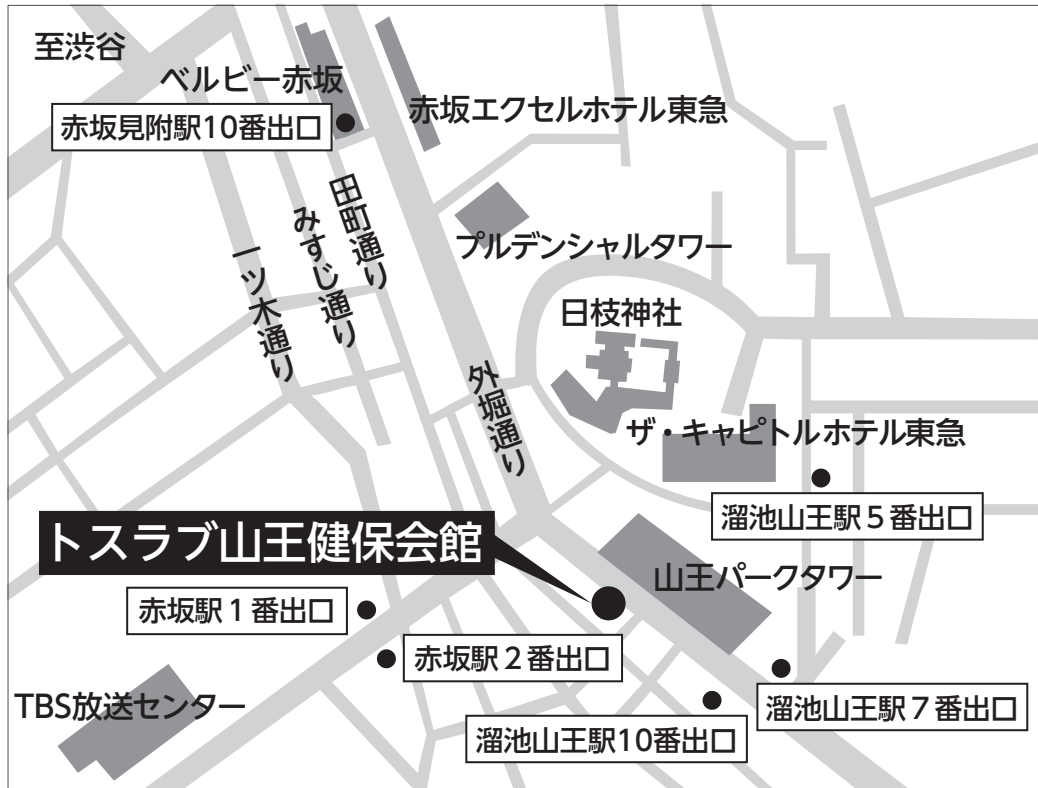 至渋谷
ベルビー赤坂
赤坂見附駅10番出口
赤坂エクセルホテル東急
田町通り
みすじ通り
一ツ木通り
プルデンシャルタワー
日枝神社
外堀通り
ザ・キャピトルホテル東急
溜池山王駅5番出口
トスラブ山王健保会館
山王パークタワー
赤坂駅1番出口
赤坂駅2番出口
TBS放送センター
溜池山王駅7番出口
溜池山王駅10番出口